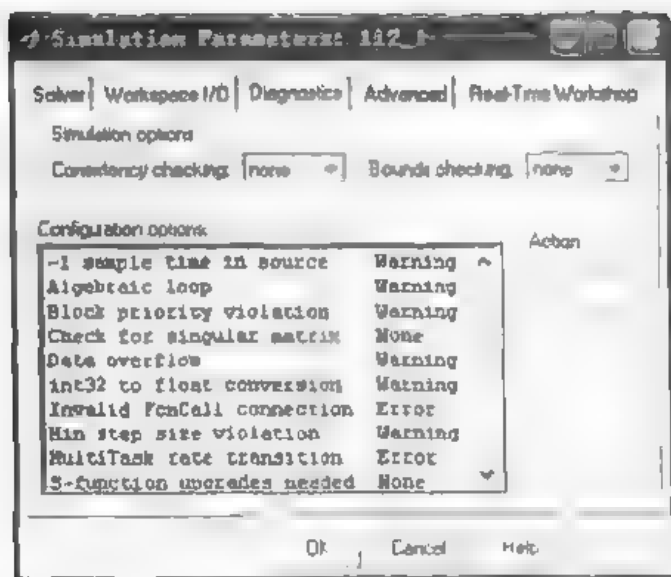 Simulation Parameters:
Solver Workspace I/O Diagnostics Advanced Real-Time Workshop
Simulation options
Consistency checking: none Bounds checking: none
Configuration options: Action
-1 sample time in source Warning
Algebraic loop Warning
Block priority violation Warning
Check for singular matrix None
Data overflow Warning
int32 to float conversion Warning
Invalid FcnCall connection Error
Min step size violation Warning
MultiTask rate transition Error
S-function upgrades needed None
OK Cancel Help